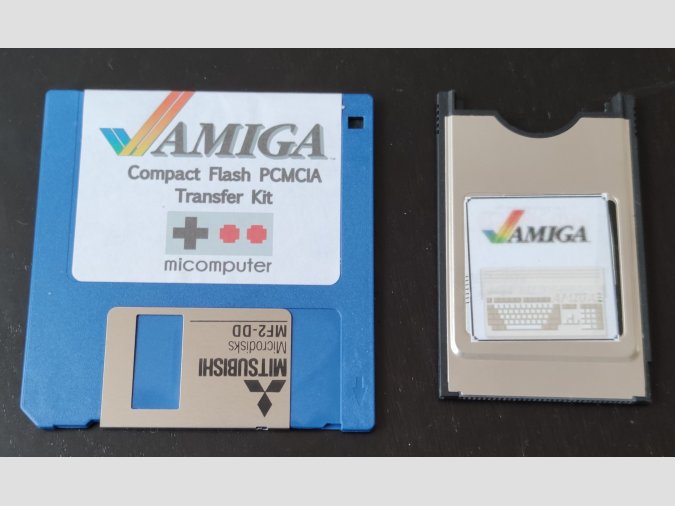 AMIGA
Compact Flash PCMCIA
Transfer Kit
micomputer
MITSUBISHI
Microdisks
MF2-DD
AMIGA